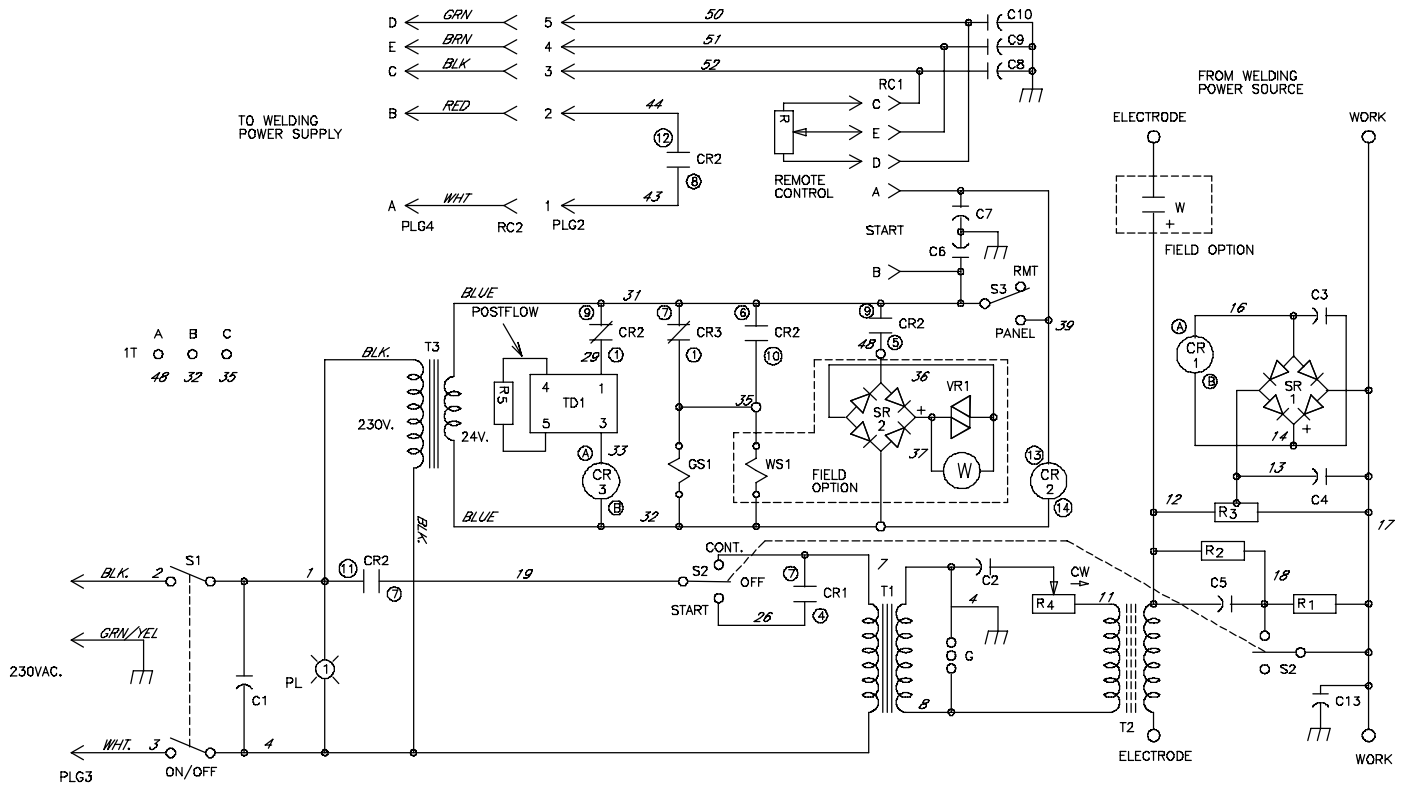 D GRN 5 50 C10
E BRN 4 51 C9
C BLK 3 52 C8
RC1
FROM WELDING
POWER SOURCE
TO WELDING
POWER SUPPLY
B RED 2 44
C
R
E
D
ELECTRODE WORK
12
CR2
8
REMOTE
CONTROL
A WHT 1 43
PLG4 RC2 PLG2
A
C7
START
C6
B
W
+
FIELD OPTION
RMT
S3
PANEL
39
BLUE 31
POSTFLOW
9 CR2
29 1
7 CR3
1
6 CR2
10
9 CR2
48 5
16 C3
A
CR
1
B
SR
1
+
14
A B C
1T
48 32 35
BLK. T3
230V.
24V.
R5
4 1
TD1
5 3
33
A
CR
3
B
35
GS1
WS1
36
VR1
SR
2
+
37
W
FIELD
OPTION
13
CR
2
14
13
C4
12 R3
17
BLUE 32
BLK.
BLK. 2 S1 1
11 CR2
7
19
CONT.
S2 OFF
START
7
CR1
26 4
7
T1
C2
4
CW
R4 11
R2
C5 18
R1
GRN/YEL
230VAC.
C1
PL 1
G
8
T2
S2
C13
WHT. 3 4
ON/OFF
PLG3
ELECTRODE WORK